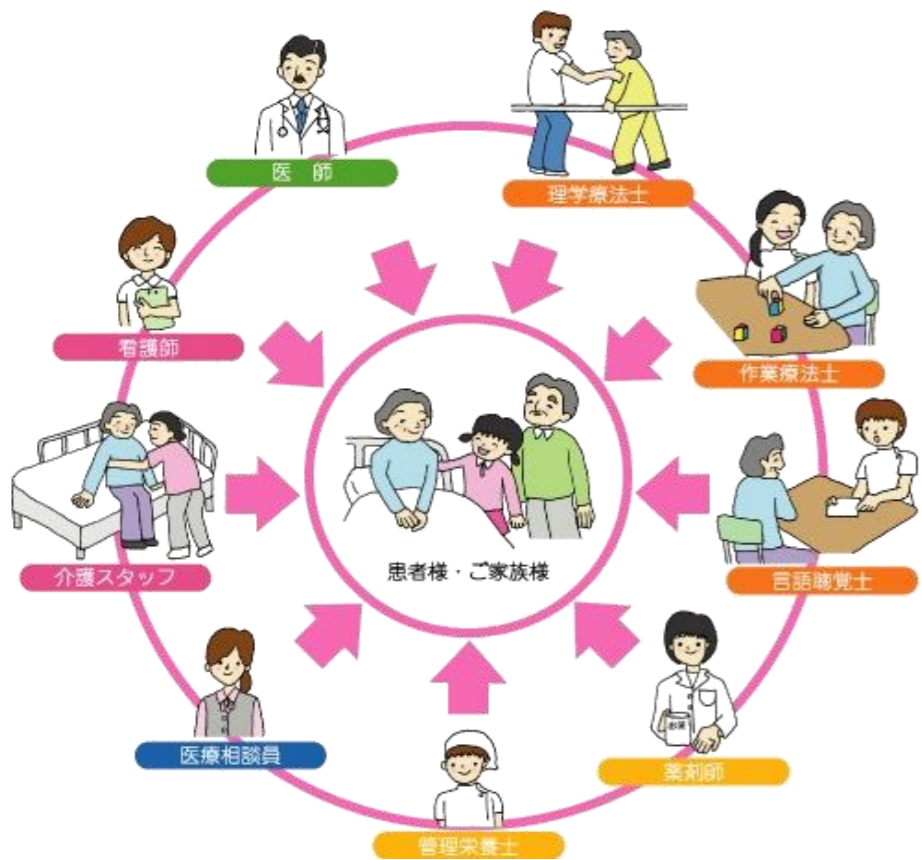 医 師
理学療法士
看護師
作業療法士
患者様・ご家族様
介護スタッフ
言語聴覚士
お薬
医療相談員
薬剤師
管理栄養士